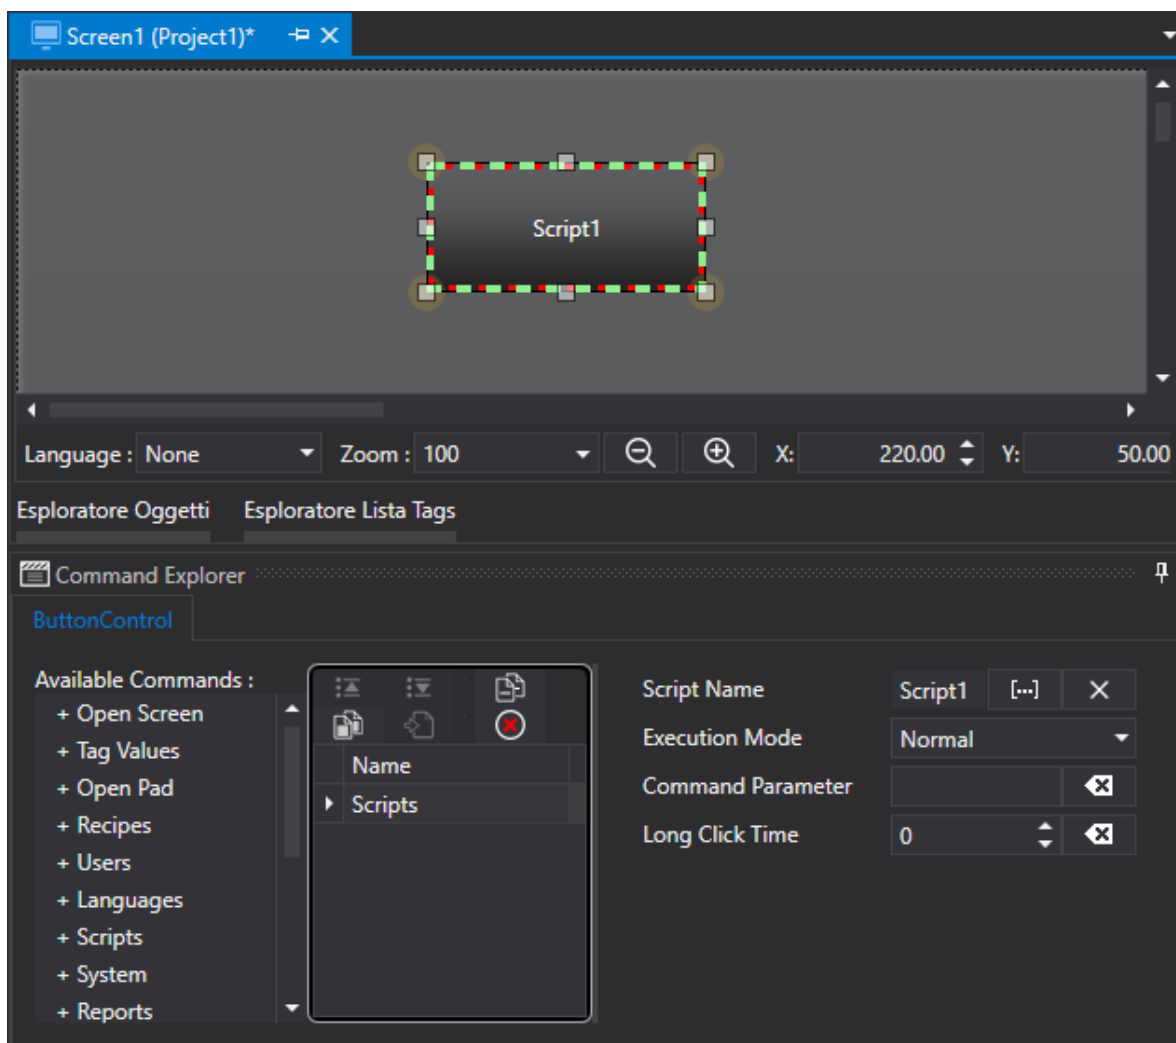 Screen1 (Project1)*
Script1
Language : None Zoom : 100 X: 220.00 Y: 50.00
Esploratore Oggetti Esploratore Lista Tags
Command Explorer
ButtonControl
Available Commands :
+ Open Screen
+ Tag Values
+ Open Pad
+ Recipes
+ Users
+ Languages
+ Scripts
+ System
+ Reports
Name
Scripts
Script Name Script1 [...]
Execution Mode Normal
Command Parameter
Long Click Time 0